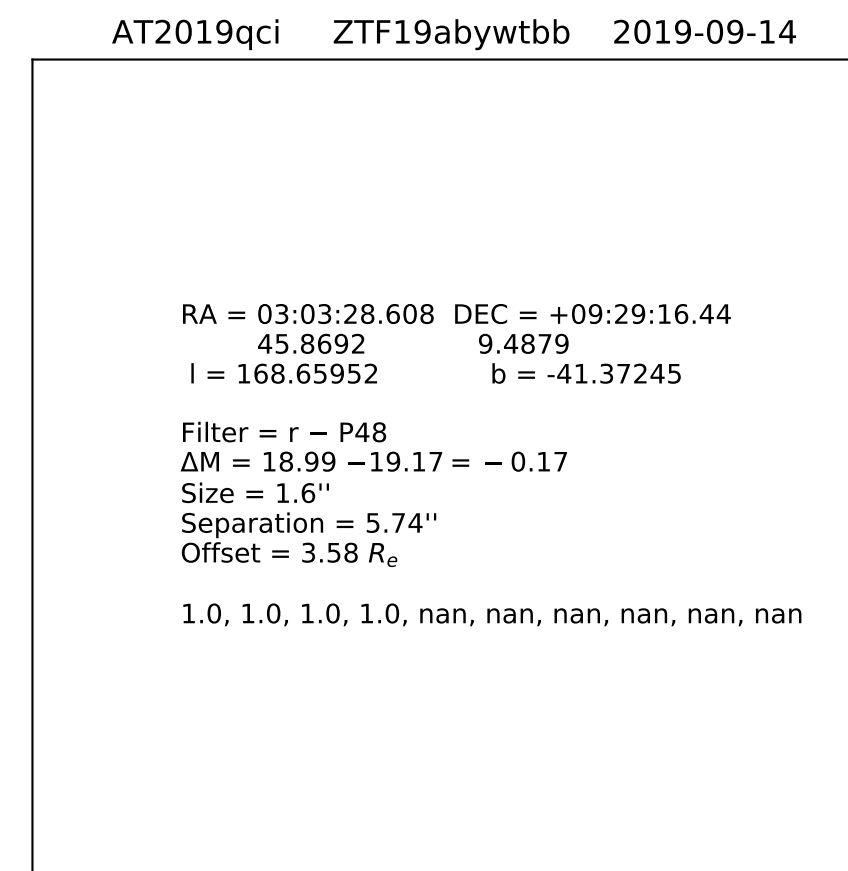 AT2019qci ZTF19abywtbb 2019-09-14
RA = 03:03:28.608 DEC = +09:29:16.44
45.8692 9.4879
l = 168.65952 b = -41.37245
Filter = r − P48
ΔM = 18.99 −19.17 = − 0.17
Size = 1.6''
Separation = 5.74''
Offset = 3.58 Re
1.0, 1.0, 1.0, 1.0, nan, nan, nan, nan, nan, nan